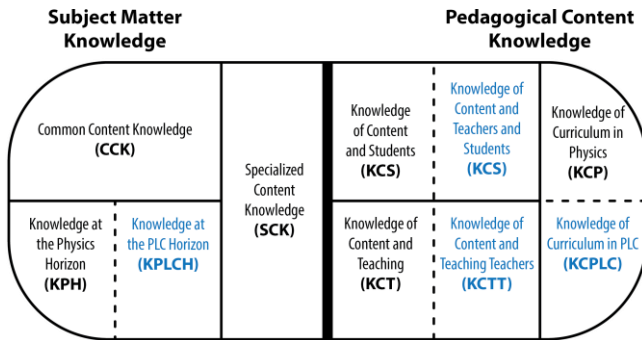 Subject Matter
Knowledge
Pedagogical Content
Knowledge
Common Content Knowledge
(CCK)
Knowledge at
the Physics
Horizon
(KPH)
Knowledge at
the PLC Horizon
(KPLCH)
Specialized
Content
Knowledge
(SCK)
Knowledge
of Content
and Students
(KCS)
Knowledge of
Content and
Teachers and
Students
(KCS)
Knowledge of
Curriculum in
Physics
(KCP)
Knowledge of
Content and
Teaching
(KCT)
Knowledge of
Content and
Teaching Teachers
(KCTT)
Knowledge of
Curriculum in PLC
(KCPLC)